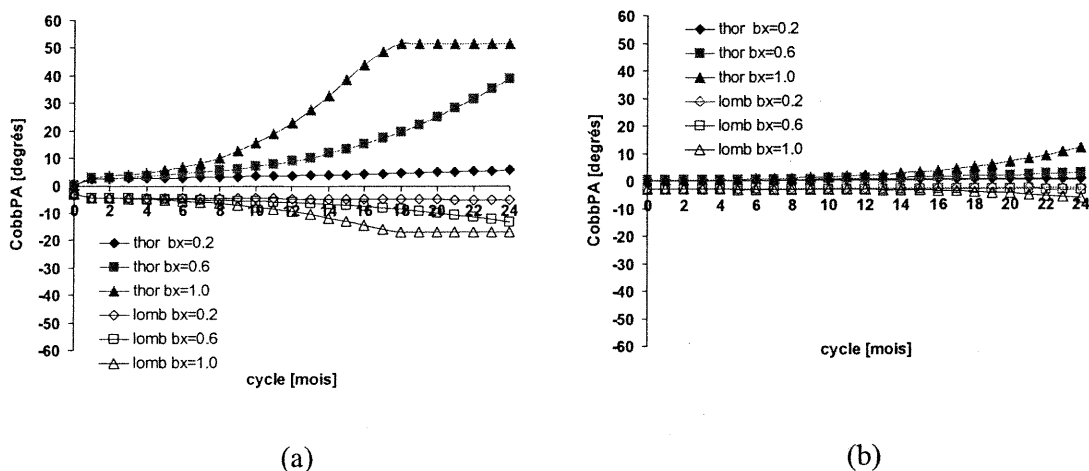 60
50
40
30
20
10
0
-10
-20
-30
-40
-50
-60
CobbPA [degrés]
0 2 4 6 8 10 12 14 16 18 20 22 24
thor bx=0.2
thor bx=0.6
thor bx=1.0
lomb bx=0.2
lomb bx=0.6
lomb bx=1.0
cycle [mois]
(a)
60
50
40
30
20
10
0
-10
-20
-30
-40
-50
-60
CobbPA [degrés]
thor bx=0.2
thor bx=0.6
thor bx=1.0
lomb bx=0.2
lomb bx=0.6
lomb bx=1.0
0 2 4 6 8 10 12 14 16 18 20 22 24
cycle [mois]
(b)